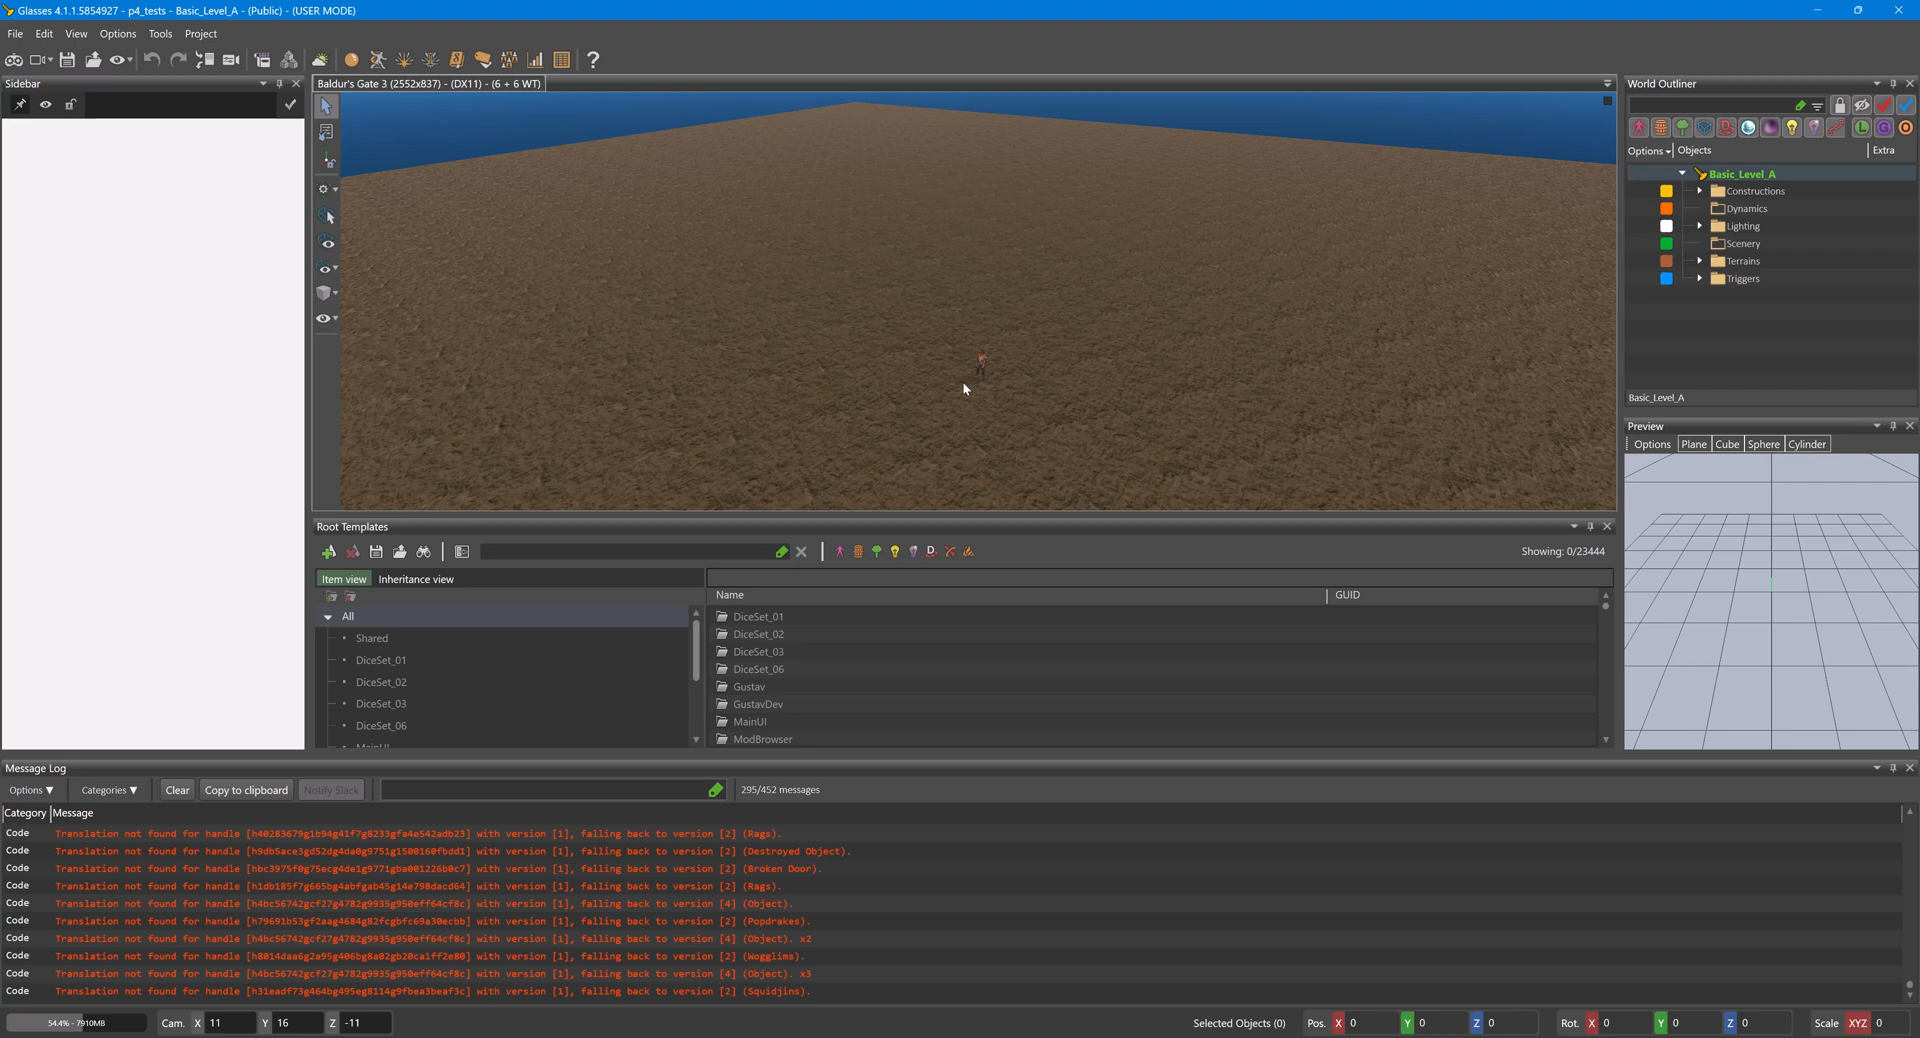 Glasses 4.1.1.5854927 - p4_tests - Basic_Level_A - (Public) - (USER MODE)
File Edit View Options Tools Project
Sidebar
Baldur's Gate 3 (2552x837) - (DX11) - (6 + 6 WT)
World Outliner
Options Objects Extra
Basic_Level_A
Constructions
Dynamics
Lighting
Scenery
Terrains
Triggers
Basic_Level_A
Preview
Options Plane Cube Sphere Cylinder
Root Templates
Showing: 0/23444
Item view Inheritance view
Name GUID
All
Shared
DiceSet_01
DiceSet_02
DiceSet_03
DiceSet_06
DiceSet_01
DiceSet_02
DiceSet_03
DiceSet_06
Gustav
GustavDev
MainUI
ModBrowser
Message Log
Options Categories Clear Copy to clipboard Notify Slack 295/452 messages
Category Message
Code Translation not found for handle [h40283679g1b94g41f7g8233gfa4e542adb23] with version [1], falling back to version [2] (Rags).
Code Translation not found for handle [h9db5ace3gd52dg4da0g9751g1500160fbdd1] with version [1], falling back to version [2] (Destroyed Object).
Code Translation not found for handle [hbc3975f0g75ecg4de1g9771gba001226b0c7] with version [1], falling back to version [2] (Broken Door).
Code Translation not found for handle [h1db185f7g665bg4abfgab45g14e798dacd64] with version [1], falling back to version [2] (Rags).
Code Translation not found for handle [h4bc56742gcf27g4782g9935g950eff64cf8c] with version [1], falling back to version [4] (Object).
Code Translation not found for handle [h79691b53gf2aag4684g82fcgbfc69a30ecbb] with version [1], falling back to version [2] (Popdrakes).
Code Translation not found for handle [h4bc56742gcf27g4782g9935g950eff64cf8c] with version [1], falling back to version [4] (Object). x2
Code Translation not found for handle [h8014daa6g2a95g406bg8a02gb20ca1ff2e80] with version [1], falling back to version [2] (Wogglims).
Code Translation not found for handle [h4bc56742gcf27g4782g9935g950eff64cf8c] with version [1], falling back to version [4] (Object). x3
Code Translation not found for handle [h31eadf73g464bg495eg8114g9fbea3beaf3c] with version [1], falling back to version [2] (Squidjins).
54.4% - 7910MB Cam. X 11 Y 16 Z -11 Selected Objects (0) Pos. X 0 Y 0 Z 0 Rot. X 0 Y 0 Z 0 Scale XYZ 0